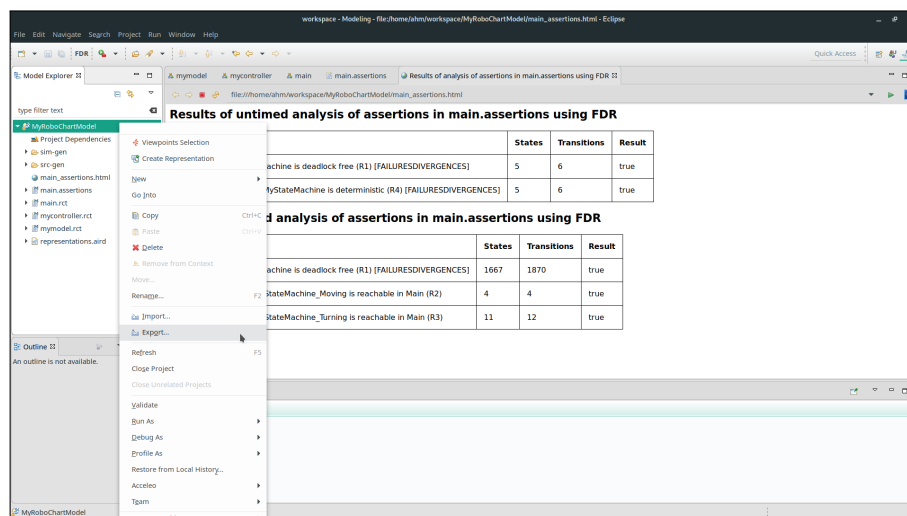 workspace - Modeling - file:/home/ahm/workspace/MyRoboChartModel/main_assertions.html - Eclipse
File Edit Navigate Search Project Run Window Help
FDR
Quick Access
Model Explorer
mymodel
mycontroller
main
main.assertions
Results of analysis of assertions in main.assertions using FDR
file:///home/ahm/workspace/MyRoboChartModel/main_assertions.html
type filter text
MyRoboChartModel
Project Dependencies
sim-gen
src-gen
main_assertions.html
main.assertions
main.rct
mycontroller.rct
mymodel.rct
representations.aird
Outline
An outline is not available.
MyRoboChartModel
Viewpoints Selection
Create Representation
New
Go Into
Copy Ctrl+C
Paste Ctrl+V
Delete
Remove from Context
Move...
Rename... F2
Import...
Export...
Refresh F5
Close Project
Close Unrelated Projects
Validate
Run As
Debug As
Profile As
Restore from Local History...
Acceleo
Team
Results of untimed analysis of assertions in main.assertions using FDR
States Transitions Result
achine is deadlock free (R1) [FAILURESDIVERGENCES] 5 6 true
MyStateMachine is deterministic (R4) [FAILURESDIVERGENCES] 5 6 true
d analysis of assertions in main.assertions using FDR
States Transitions Result
achine is deadlock free (R1) [FAILURESDIVERGENCES] 1667 1870 true
StateMachine_Moving is reachable in Main (R2) 4 4 true
StateMachine_Turning is reachable in Main (R3) 11 12 true